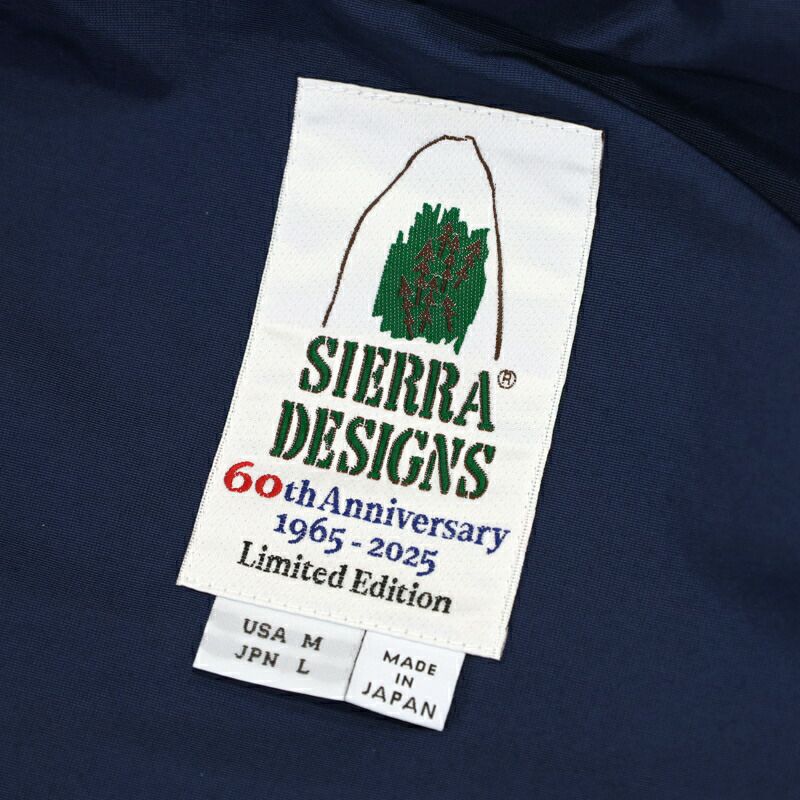 SIERRA ®
DESIGNS
60th Anniversary
1965 - 2025
Limited Edition
USA M
JPN L
MADE
IN
JAPAN